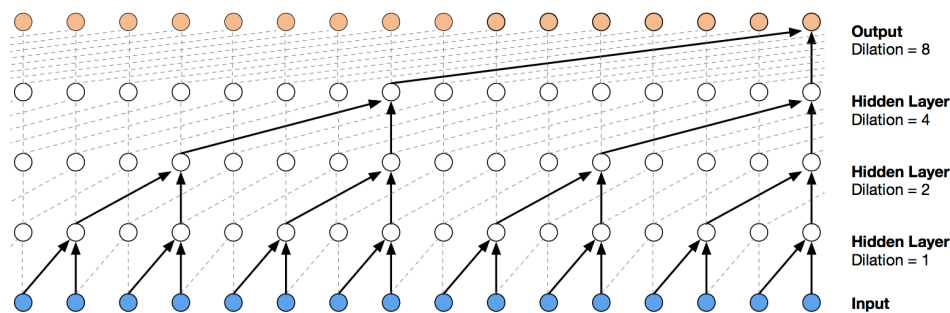 Output
Dilation = 8
Hidden Layer
Dilation = 4
Hidden Layer
Dilation = 2
Hidden Layer
Dilation = 1
Input